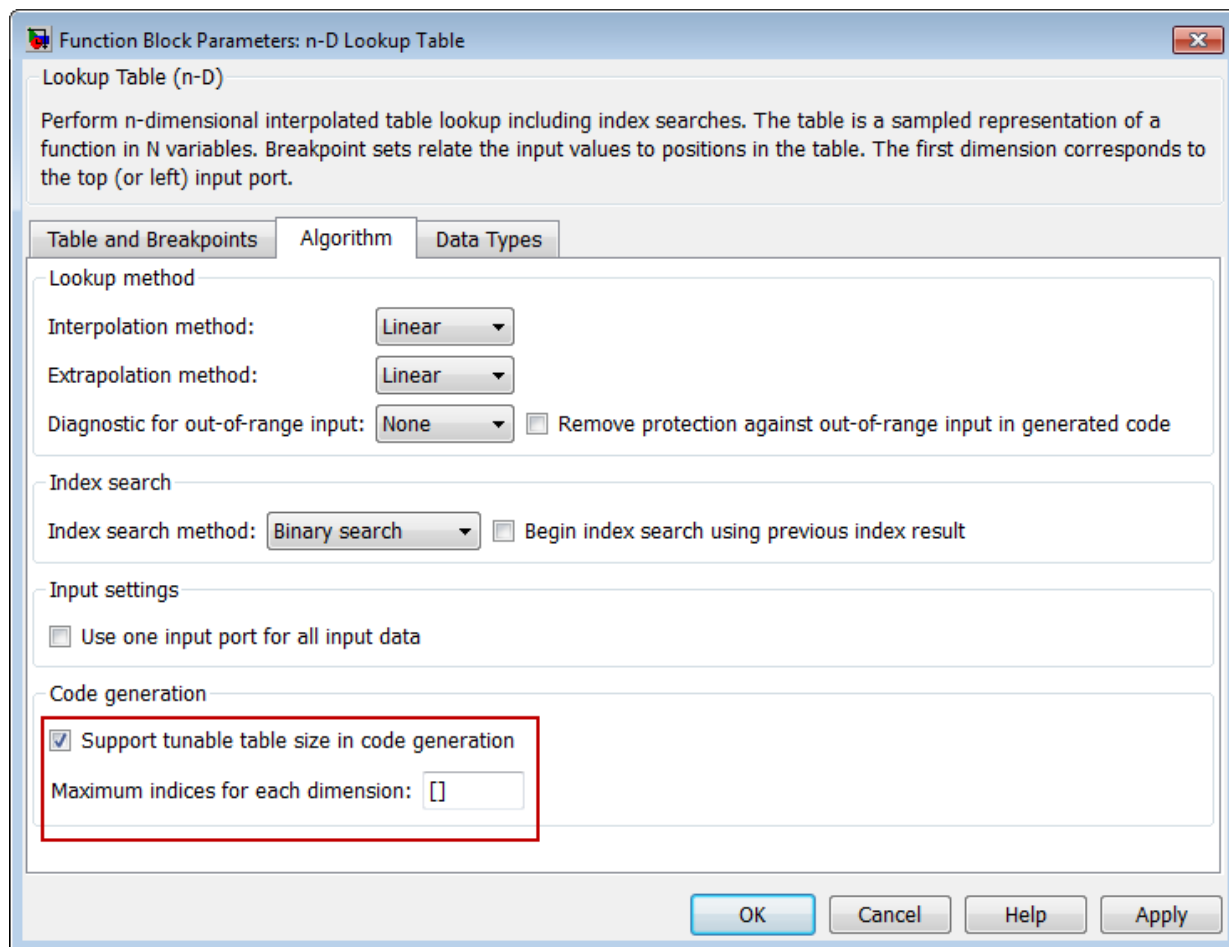 Function Block Parameters: n-D Lookup Table
Lookup Table (n-D)
Perform n-dimensional interpolated table lookup including index searches. The table is a sampled representation of a
function in N variables. Breakpoint sets relate the input values to positions in the table. The first dimension corresponds to
the top (or left) input port.
Table and Breakpoints Algorithm Data Types
Lookup method
Interpolation method: Linear
Extrapolation method: Linear
Diagnostic for out-of-range input: None Remove protection against out-of-range input in generated code
Index search
Index search method: Binary search Begin index search using previous index result
Input settings
Use one input port for all input data
Code generation
Support tunable table size in code generation
Maximum indices for each dimension: []
OK Cancel Help Apply